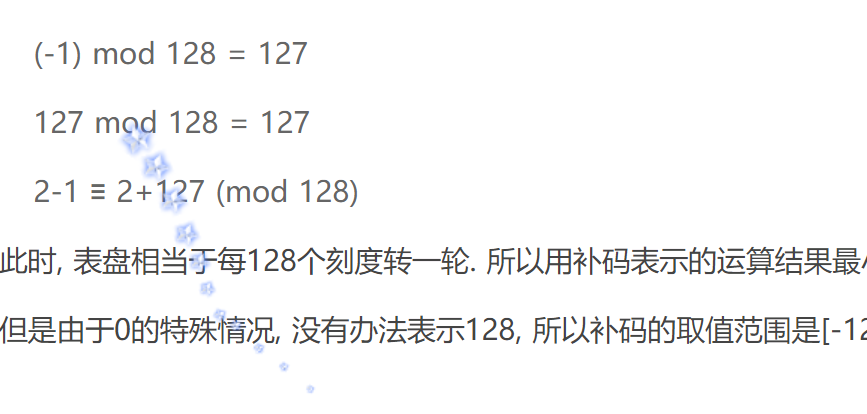 (-1) mod 128 = 127
127 mod 128 = 127
2-1 ≡ 2+127 (mod 128)
此时, 表盘相当于每128个刻度转一轮. 所以用补码表示的运算结果最
但是由于0的特殊情况, 没有办法表示128, 所以补码的取值范围是[-12